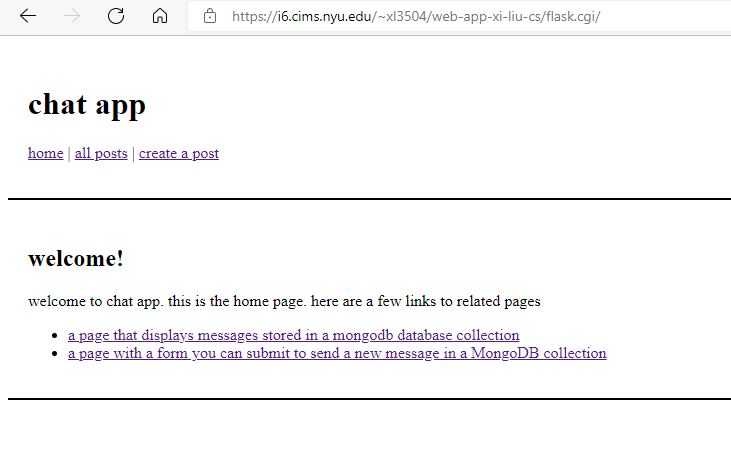 https://i6.cims.nyu.edu/~xl3504/web-app-xi-liu-cs/flask.cgi/
chat app
home | all posts | create a post
welcome!
welcome to chat app. this is the home page. here are a few links to related pages
• a page that displays messages stored in a mongodb database collection
• a page with a form you can submit to send a new message in a MongoDB collection